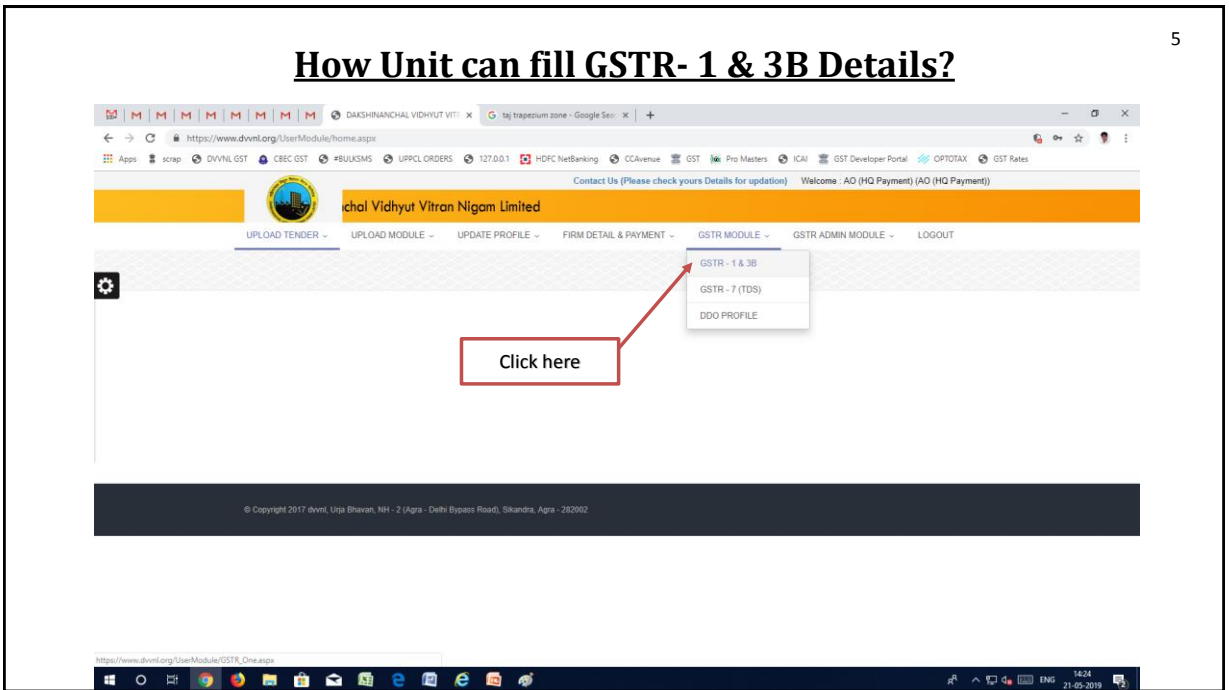 5
How Unit can fill GSTR- 1 & 3B Details?
M | M | M | M | M | M | M | M DAKSHINANCHAL VIDHYUT VIT x G taj trapezium zone - Google Sea x +
https://www.dvvnl.org/UserModule/home.aspx
Apps scrap DVVNL GST CBEC GST #BULKSMS UPPCL ORDERS 127.0.0.1 HDFC NetBanking CCAvenue GST Pro Masters ICAI GST Developer Portal OPTOTAX GST Rates
Contact Us (Please check yours Details for updation) Welcome : AO (HQ Payment) (AO (HQ Payment))
chal Vidhyut Vitran Nigam Limited
UPLOAD TENDER UPLOAD MODULE UPDATE PROFILE FIRM DETAIL & PAYMENT GSTR MODULE GSTR ADMIN MODULE LOGOUT
GSTR - 1 & 3B
GSTR - 7 (TDS)
DDO PROFILE
Click here
© Copyright 2017 dvvnl, Urja Bhavan, NH - 2 (Agra - Delhi Bypass Road), Sikandra, Agra - 282002
https://www.dvvnl.org/UserModule/GSTR_One.aspx
ENG 14:24
21-05-2019